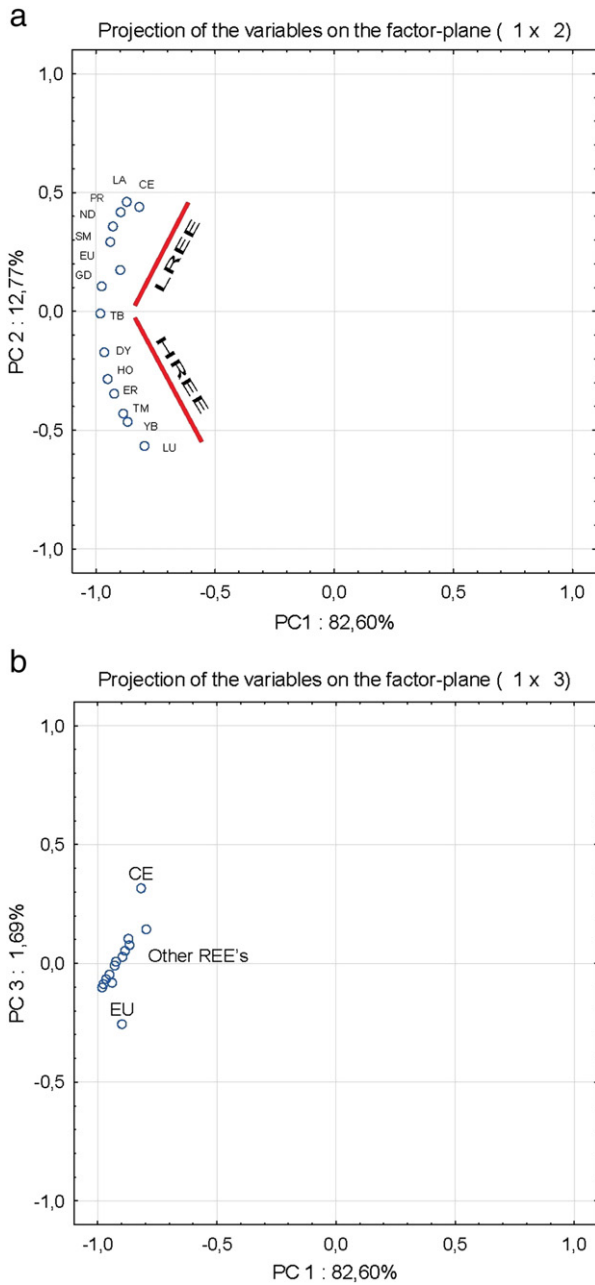 a
Projection of the variables on the factor-plane ( 1 x 2)
1,0
0,5
0,0
-0,5
-1,0
PC 2 : 12,77%
LA
CE
PR
ND
SM
EU
GD
TB
DY
HO
ER
TM
YB
LU
LREE
HREE
-1,0 -0,5 0,0 0,5 1,0
PC1 : 82,60%
b
Projection of the variables on the factor-plane ( 1 x 3)
1,0
0,5
0,0
-0,5
-1,0
PC 3 : 1,69%
CE
Other REE's
EU
-1,0 -0,5 0,0 0,5 1,0
PC 1 : 82,60%